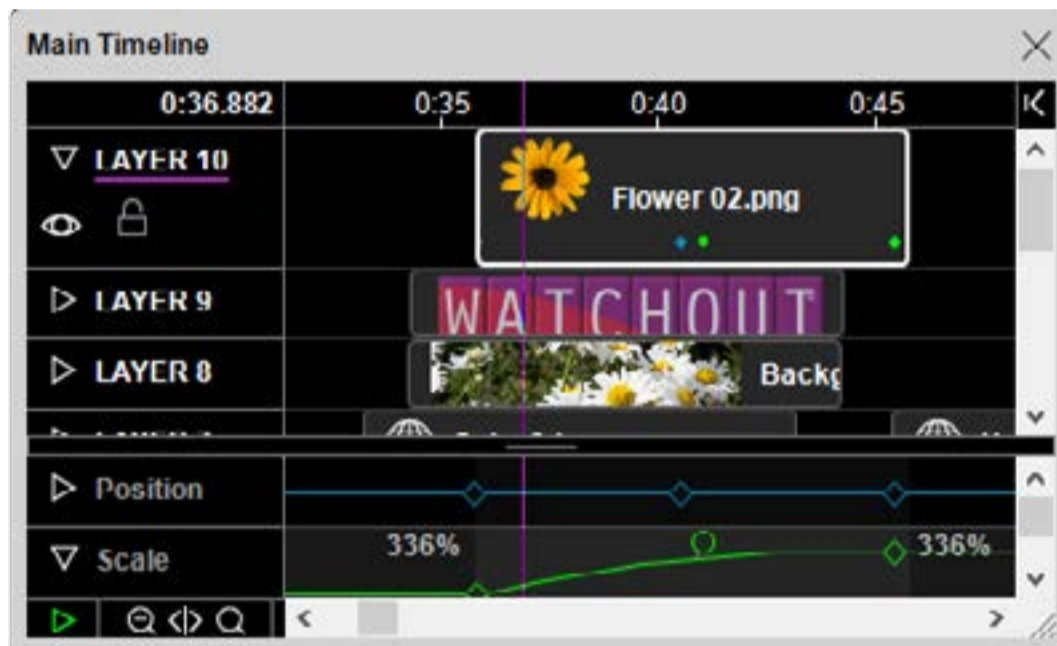 Main Timeline
0:36.882
0:35 0:40 0:45
LAYER 10
Flower 02.png
LAYER 9
WATCHOUT
LAYER 8
Backg
Position
Scale
336% 336%